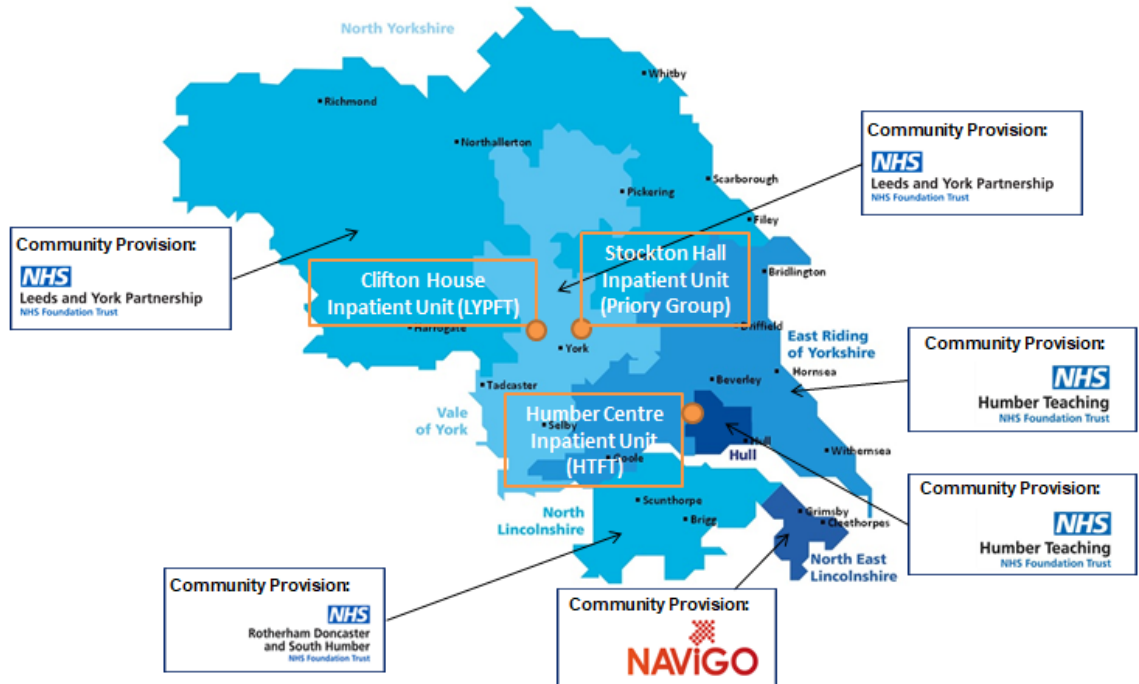 North Yorkshire
Whitby
Richmond
Northallerton
Community Provision:
NHS
Leeds and York Partnership
NHS Foundation Trust
Scarborough
Pickering
Filey
Community Provision:
NHS
Leeds and York Partnership
NHS Foundation Trust
Clifton House
Inpatient Unit (LYPFT)
Stockton Hall
Inpatient Unit
(Priory Group)
Bridlington
Harrogate
York
Driffield
East Riding
of Yorkshire
Community Provision:
NHS
Humber Teaching
NHS Foundation Trust
Tadcaster
Beverley
Hornsea
Vale
of York
Selby
Humber Centre
Inpatient Unit
(HTFT)
Goole
Hull
Hull
Withernsea
Community Provision:
NHS
Humber Teaching
NHS Foundation Trust
North
Lincolnshire
Scunthorpe
Brigg
Grimsby
Cleethorpes
North East
Lincolnshire
Community Provision:
NHS
Rotherham Doncaster
and South Humber
NHS Foundation Trust
Community Provision:
NAViGO